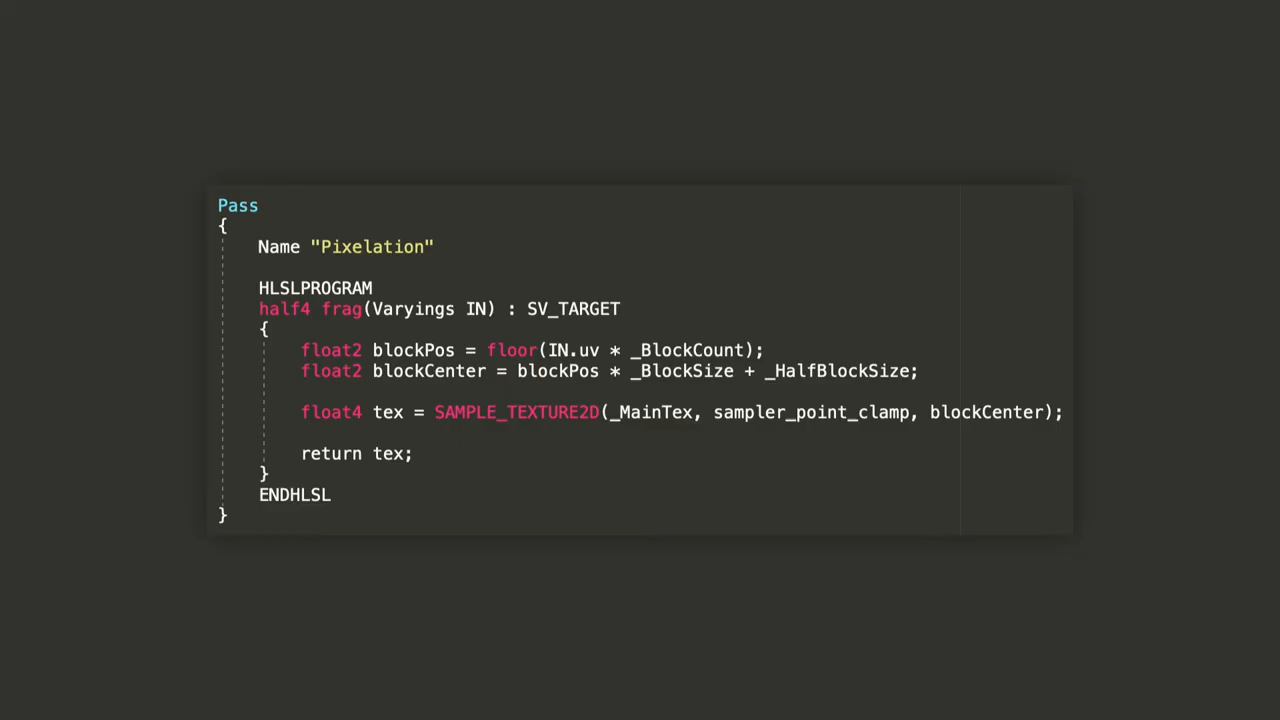 Pass
{
Name "Pixelation"
HLSLPROGRAM
half4 frag(Varyings IN) : SV_TARGET
{
float2 blockPos = floor(IN.uv * _BlockCount);
float2 blockCenter = blockPos * _BlockSize + _HalfBlockSize;
float4 tex = SAMPLE_TEXTURE2D(_MainTex, sampler_point_clamp, blockCenter);
return tex;
}
ENDHLSL
}